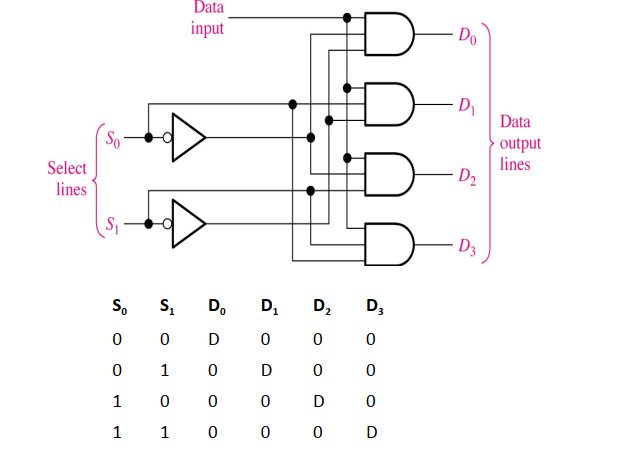 Data
input
D₀
D₁
Data
output
lines
S₀
Select
lines
D₂
S₁
D₃
S₀ S₁ D₀ D₁ D₂ D₃
0 0 D 0 0 0
0 1 0 D 0 0
1 0 0 0 D 0
1 1 0 0 0 D